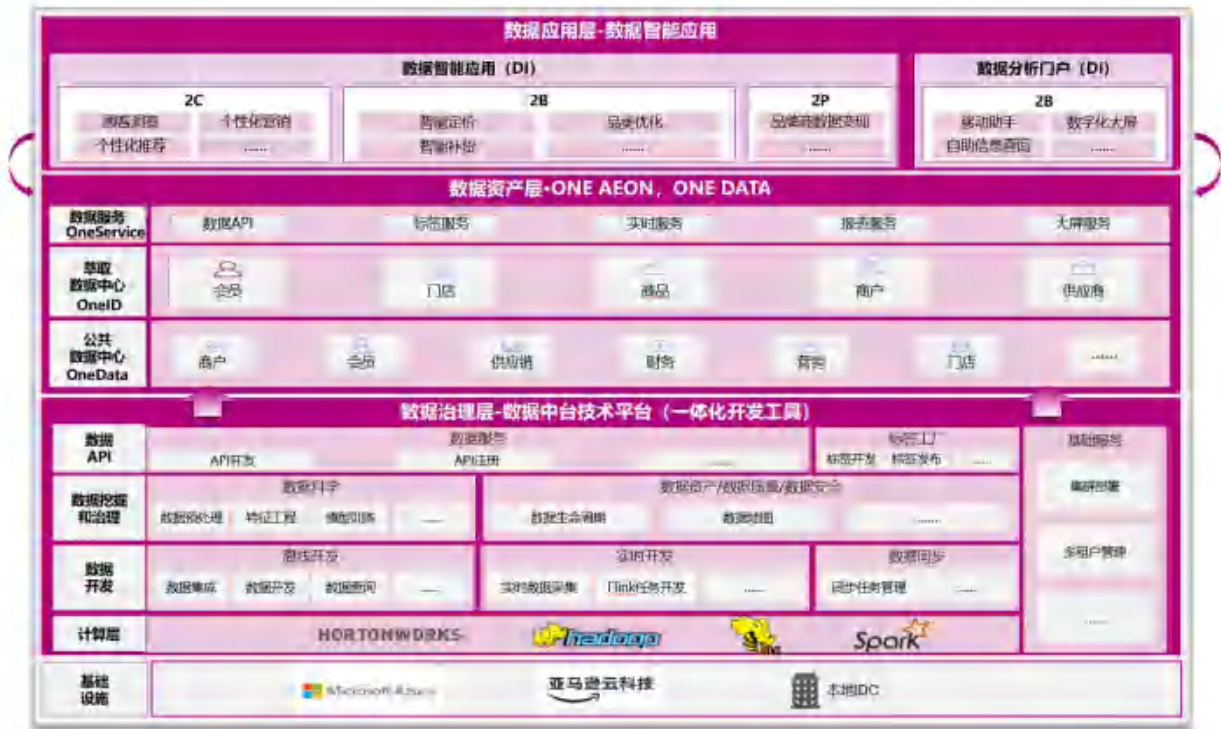 数据应用层-数据智能应用
数据智能应用（DI）
数据分析门户（DI）
2C
2B
2P
2B
顾客洞察
个性化营销
智能定价
品类优化
品牌商数据变现
移动助手
数字化大屏
个性化推荐
......
智能补货
......
......
自助信息查询
......
数据资产层·ONE AEON，ONE DATA
数据服务
OneService
数据API
标签服务
实时服务
报表服务
大屏服务
萃取
数据中心
OneID
会员
门店
商品
商户
供应商
公共
数据中心
OneData
商户
会员
供应销
财务
营销
门店
......
数据治理层-数据中台技术平台（一体化开发工具）
数据
API
数据服务
API开发
API注册
......
标签工厂
标签开发
标签发布
......
基础服务
集群部署
多租户管理
......
数据挖掘
和治理
数据科学
数据预处理
特征工程
模型训练
......
数据资产/数据质量/数据安全
数据生命周期
数据地图
......
数据
开发
离线开发
数据集成
数据开发
数据查询
......
实时开发
实时数据采集
Flink任务开发
......
数据同步
同步任务管理
......
计算层
HORTONWORKS
hadoop
HIVE
Spark
基础
设施
Microsoft Azure
亚马逊云科技
本地IDC